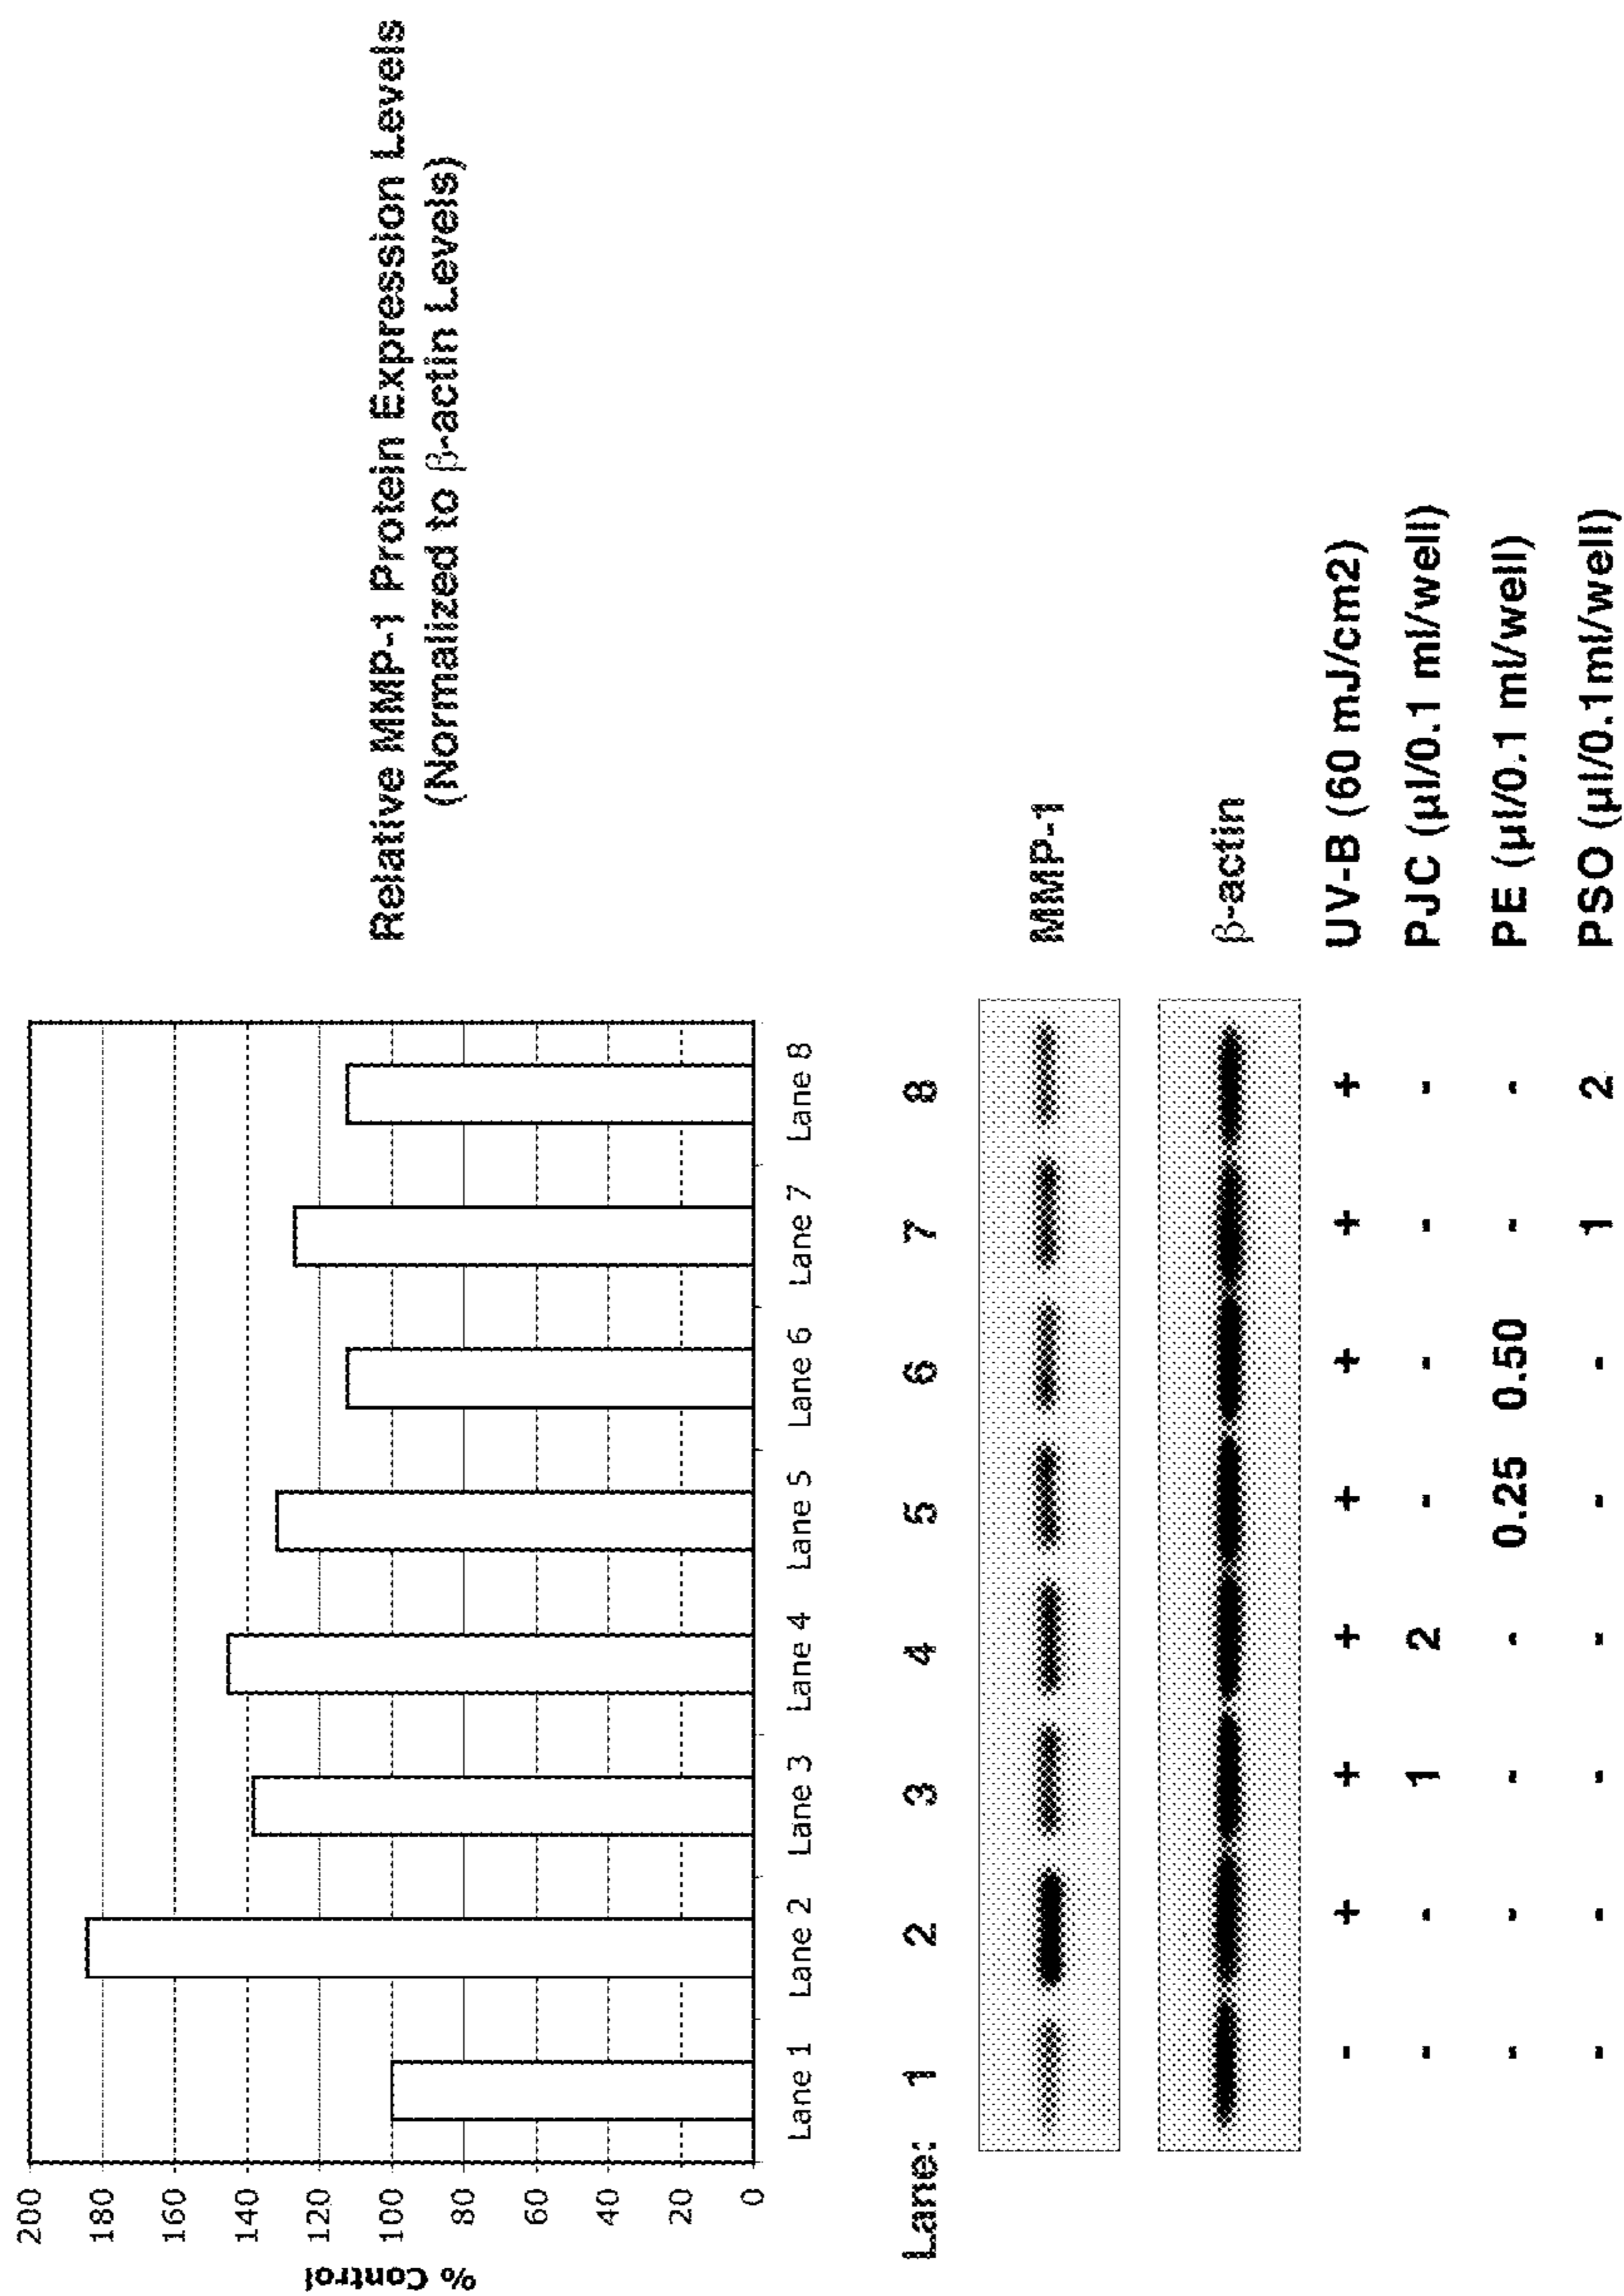 % Control
200
180
160
140
120
100
80
60
40
20
0
Lane 1 Lane 2 Lane 3 Lane 4 Lane 5 Lane 6 Lane 7 Lane 8
Relative MMP-1 Protein Expression Levels
(Normalized to β-actin Levels)
Lane: 1 2 3 4 5 6 7 8
MMP-1
β-actin
- + + + + + + + UV-B (60 mJ/cm2)
- - 1 2 - - - - PJC (µl/0.1 ml/well)
- - - - 0.25 0.50 - - PE (µl/0.1 ml/well)
- - - - - - 1 2 PSO (µl/0.1ml/well)